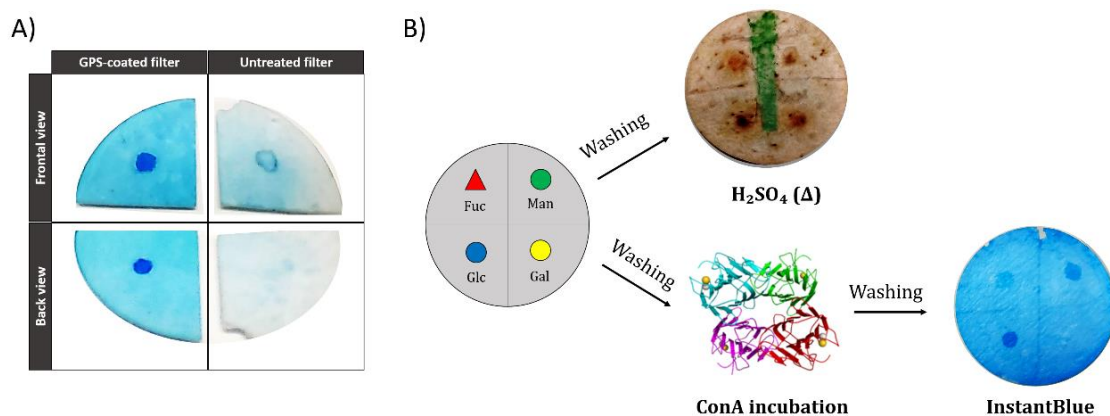 A)
GPS-coated filter
Untreated filter
Frontal view
Back view
B)
Fuc
Man
Glc
Gal
Washing
H₂SO₄ (Δ)
Washing
ConA incubation
Washing
InstantBlue